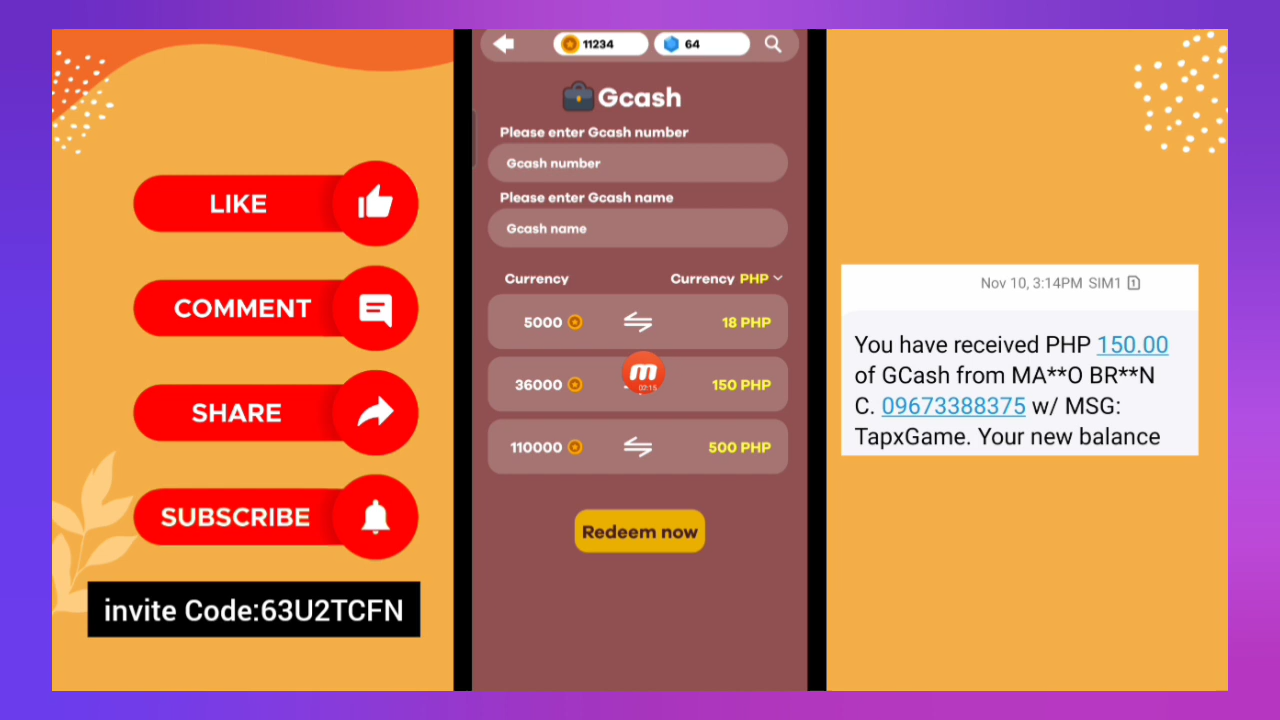 LIKE
COMMENT
SHARE
SUBSCRIBE
invite Code:63U2TCFN
11234
64
Gcash
Please enter Gcash number
Gcash number
Please enter Gcash name
Gcash name
Currency
Currency PHP
5000
18 PHP
36000
150 PHP
110000
500 PHP
m
02:15
Redeem now
Nov 10, 3:14PM SIM1 1
You have received PHP 150.00
of GCash from MA**O BR**N
C. 09673388375 w/ MSG:
TapxGame. Your new balance